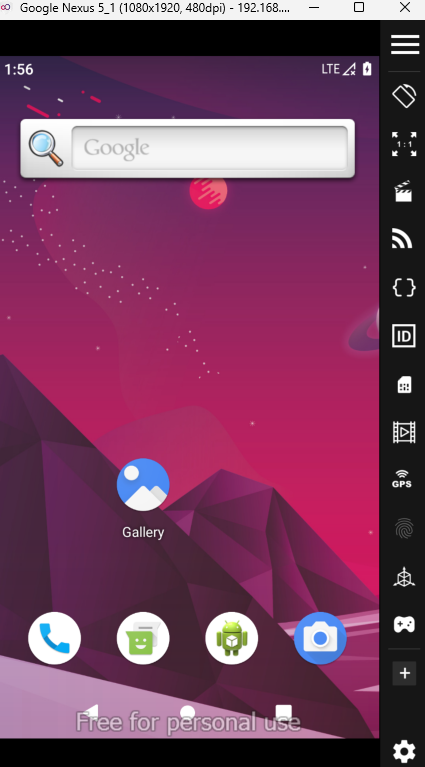 Google Nexus 5_1 (1080x1920, 480dpi) - 192.168....
1:56
LTE
Google
1:1
ID
GPS
Gallery
Free for personal use